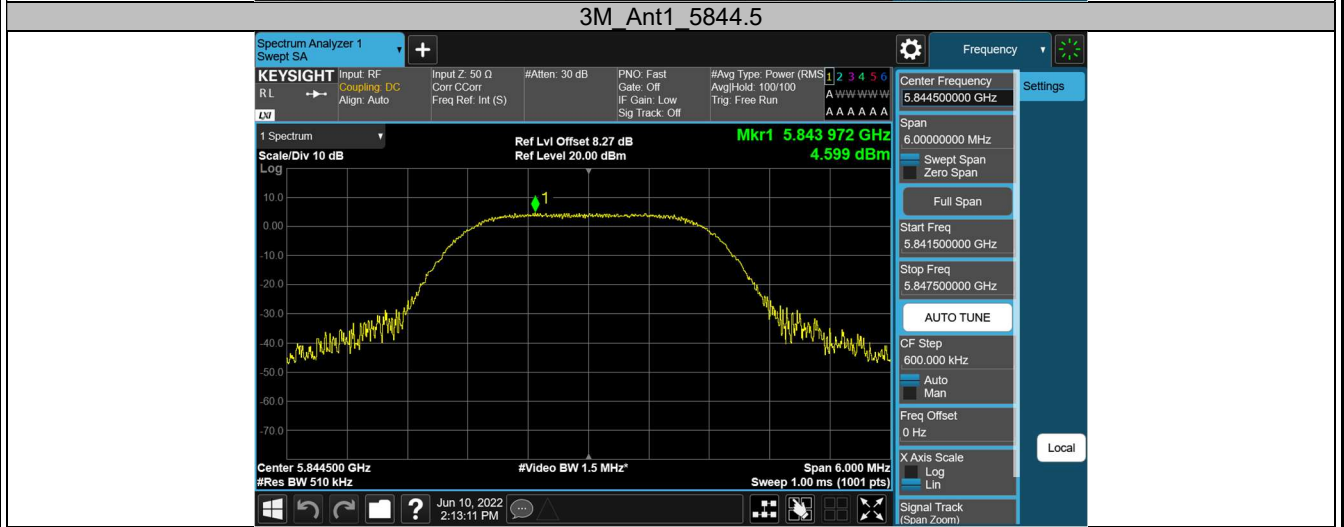 3M_Ant1_5844.5
Spectrum Analyzer 1
Swept SA
+
Frequency
KEYSIGHT
RL
LXI
Input: RF
Coupling: DC
Align: Auto
Input Z: 50 Ω
Corr CCorr
Freq Ref: Int (S)
#Atten: 30 dB
PNO: Fast
Gate: Off
IF Gain: Low
Sig Track: Off
#Avg Type: Power (RMS
Avg|Hold: 100/100
Trig: Free Run
1 2 3 4 5 6
A W W W W W
A A A A A A
1 Spectrum
Scale/Div 10 dB
Log
Ref Lvl Offset 8.27 dB
Ref Level 20.00 dBm
Mkr1 5.843 972 GHz
4.599 dBm
1
10.0
0.00
-10.0
-20.0
-30.0
-40.0
-50.0
-60.0
-70.0
Center 5.844500 GHz
#Res BW 510 kHz
#Video BW 1.5 MHz*
Span 6.000 MHz
Sweep 1.00 ms (1001 pts)
Center Frequency
5.844500000 GHz
Settings
Span
6.00000000 MHz
Swept Span
Zero Span
Full Span
Start Freq
5.841500000 GHz
Stop Freq
5.847500000 GHz
AUTO TUNE
CF Step
600.000 kHz
Auto
Man
Freq Offset
0 Hz
X Axis Scale
Log
Lin
Local
Signal Track
(Span Zoom)
?
Jun 10, 2022
2:13:11 PM